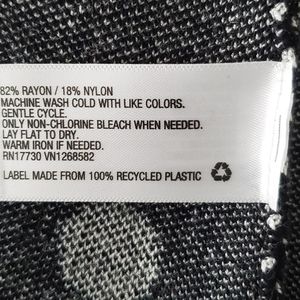 82% RAYON / 18% NYLON
MACHINE WASH COLD WITH LIKE COLORS.
GENTLE CYCLE.
ONLY NON-CHLORINE BLEACH WHEN NEEDED.
LAY FLAT TO DRY.
WARM IRON IF NEEDED.
RN17730 VN1268582
LABEL MADE FROM 100% RECYCLED PLASTIC